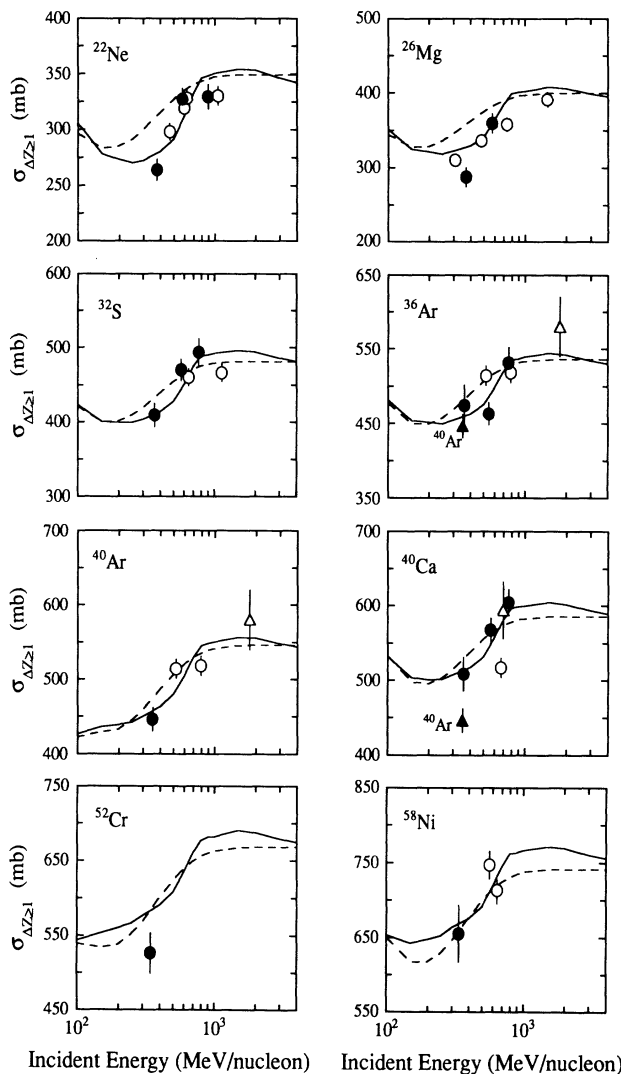 400
350
300
250
200
σΔZ≥1 (mb)
²²Ne
500
400
300
200
²⁶Mg
600
500
400
300
σΔZ≥1 (mb)
³²S
650
550
450
350
³⁶Ar
⁴⁰Ar
700
600
500
400
σΔZ≥1 (mb)
⁴⁰Ar
700
600
500
400
⁴⁰Ca
⁴⁰Ar
750
650
550
450
σΔZ≥1 (mb)
⁵²Cr
10²
10³
Incident Energy (MeV/nucleon)
850
750
650
550
⁵⁸Ni
10²
10³
Incident Energy (MeV/nucleon)